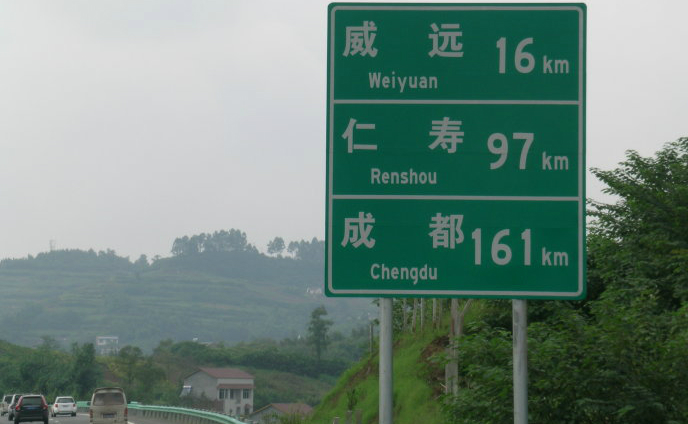 威远 16 km
Weiyuan
仁寿 97 km
Renshou
成都 161 km
Chengdu